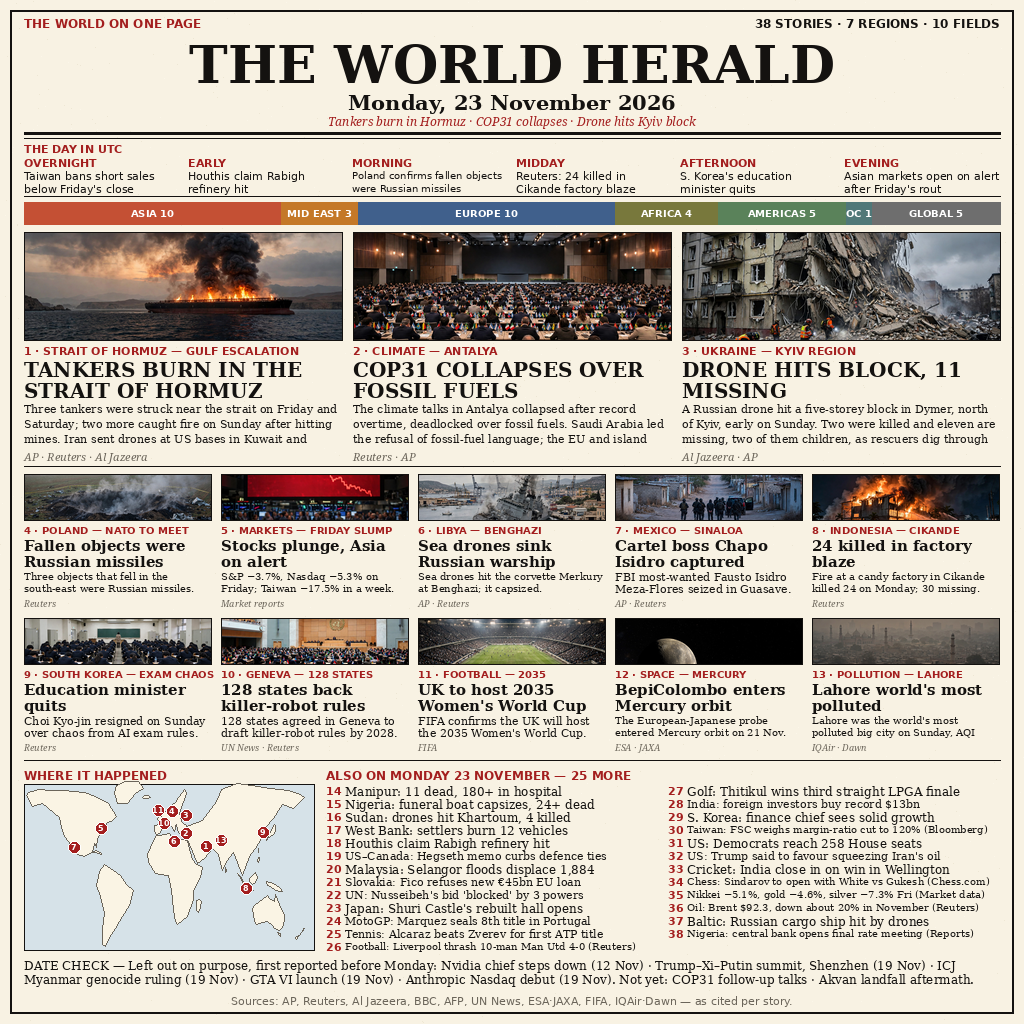 THE WORLD ON ONE PAGE
38 STORIES · 7 REGIONS · 10 FIELDS
THE WORLD HERALD
Monday, 23 November 2026
Tankers burn in Hormuz · COP31 collapses · Drone hits Kyiv block
THE DAY IN UTC
OVERNIGHT
Taiwan bans short sales
below Friday's close
EARLY
Houthis claim Rabigh
refinery hit
MORNING
Poland confirms fallen objects
were Russian missiles
MIDDAY
Reuters: 24 killed in
Cikande factory blaze
AFTERNOON
S. Korea's education
minister quits
EVENING
Asian markets open on alert
after Friday's rout
ASIA 10
MID EAST 3
EUROPE 10
AFRICA 4
AMERICAS 5
OC 1
GLOBAL 5
1 · STRAIT OF HORMUZ — GULF ESCALATION
TANKERS BURN IN THE
STRAIT OF HORMUZ
Three tankers were struck near the strait on Friday and
Saturday; two more caught fire on Sunday after hitting
mines. Iran sent drones at US bases in Kuwait and
AP · Reuters · Al Jazeera
2 · CLIMATE — ANTALYA
COP31 COLLAPSES OVER
FOSSIL FUELS
The climate talks in Antalya collapsed after record
overtime, deadlocked over fossil fuels. Saudi Arabia led
the refusal of fossil-fuel language; the EU and island
Reuters · AP
3 · UKRAINE — KYIV REGION
DRONE HITS BLOCK, 11
MISSING
A Russian drone hit a five-storey block in Dymer, north
of Kyiv, early on Sunday. Two were killed and eleven are
missing, two of them children, as rescuers dig through
Al Jazeera · AP
4 · POLAND — NATO TO MEET
Fallen objects were
Russian missiles
Three objects that fell in the
south-east were Russian missiles.
Reuters
5 · MARKETS — FRIDAY SLUMP
Stocks plunge, Asia
on alert
S&P −3.7%, Nasdaq −5.3% on
Friday; Taiwan −17.5% in a week.
Market reports
6 · LIBYA — BENGHAZI
Sea drones sink
Russian warship
Sea drones hit the corvette Merkury
at Benghazi; it capsized.
AP · Reuters
7 · MEXICO — SINALOA
Cartel boss Chapo
Isidro captured
FBI most-wanted Fausto Isidro
Meza-Flores seized in Guasave.
AP · Reuters
8 · INDONESIA — CIKANDE
24 killed in factory
blaze
Fire at a candy factory in Cikande
killed 24 on Monday; 30 missing.
Reuters
9 · SOUTH KOREA — EXAM CHAOS
Education minister
quits
Choi Kyo-jin resigned on Sunday
over chaos from AI exam rules.
Reuters
10 · GENEVA — 128 STATES
128 states back
killer-robot rules
128 states agreed in Geneva to
draft killer-robot rules by 2028.
UN News · Reuters
11 · FOOTBALL — 2035
UK to host 2035
Women's World Cup
FIFA confirms the UK will host
the 2035 Women's World Cup.
FIFA
12 · SPACE — MERCURY
BepiColombo enters
Mercury orbit
The European-Japanese probe
entered Mercury orbit on 21 Nov.
ESA · JAXA
13 · POLLUTION — LAHORE
Lahore world's most
polluted
Lahore was the world's most
polluted big city on Sunday, AQI
IQAir · Dawn
WHERE IT HAPPENED
11
4
3
10
2
6
1
13
9
8
5
7
ALSO ON MONDAY 23 NOVEMBER — 25 MORE
14 Manipur: 11 dead, 180+ in hospital
15 Nigeria: funeral boat capsizes, 24+ dead
16 Sudan: drones hit Khartoum, 4 killed
17 West Bank: settlers burn 12 vehicles
18 Houthis claim Rabigh refinery hit
19 US–Canada: Hegseth memo curbs defence ties
20 Malaysia: Selangor floods displace 1,884
21 Slovakia: Fico refuses new €45bn EU loan
22 UN: Nusseibeh's bid 'blocked' by 3 powers
23 Japan: Shuri Castle's rebuilt hall opens
24 MotoGP: Marquez seals 8th title in Portugal
25 Tennis: Alcaraz beats Zverev for first ATP title
26 Football: Liverpool thrash 10-man Man Utd 4-0 (Reuters)
27 Golf: Thitikul wins third straight LPGA finale
28 India: foreign investors buy record $13bn
29 S. Korea: finance chief sees solid growth
30 Taiwan: FSC weighs margin-ratio cut to 120% (Bloomberg)
31 US: Democrats reach 258 House seats
32 US: Trump said to favour squeezing Iran's oil
33 Cricket: India close in on win in Wellington
34 Chess: Sindarov to open with White vs Gukesh (Chess.com)
35 Nikkei −5.1%, gold −4.6%, silver −7.3% Fri (Market data)
36 Oil: Brent $92.3, down about 20% in November (Reuters)
37 Baltic: Russian cargo ship hit by drones
38 Nigeria: central bank opens final rate meeting (Reports)
DATE CHECK — Left out on purpose, first reported before Monday: Nvidia chief steps down (12 Nov) · Trump–Xi–Putin summit, Shenzhen (19 Nov) · ICJ
Myanmar genocide ruling (19 Nov) · GTA VI launch (19 Nov) · Anthropic Nasdaq debut (19 Nov). Not yet: COP31 follow-up talks · Akvan landfall aftermath.
Sources: AP, Reuters, Al Jazeera, BBC, AFP, UN News, ESA·JAXA, FIFA, IQAir·Dawn — as cited per story.